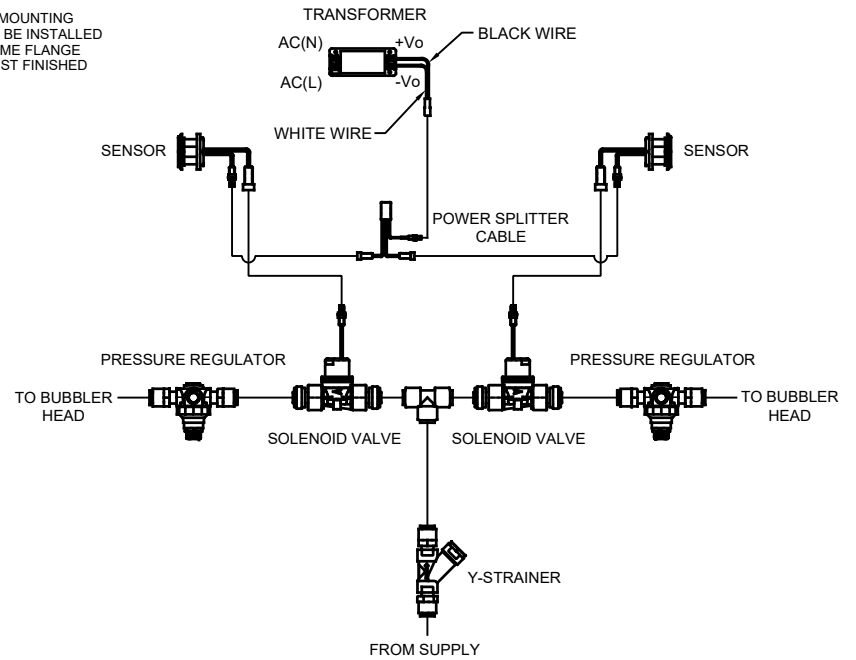 MOUNTING
BE INSTALLED
ME FLANGE
ST FINISHED
TRANSFORMER
AC(N)
+Vo
BLACK WIRE
AC(L)
-Vo
WHITE WIRE
SENSOR
SENSOR
POWER SPLITTER
CABLE
PRESSURE REGULATOR
PRESSURE REGULATOR
TO BUBBLER
HEAD
TO BUBBLER
HEAD
SOLENOID VALVE
SOLENOID VALVE
Y-STRAINER
FROM SUPPLY